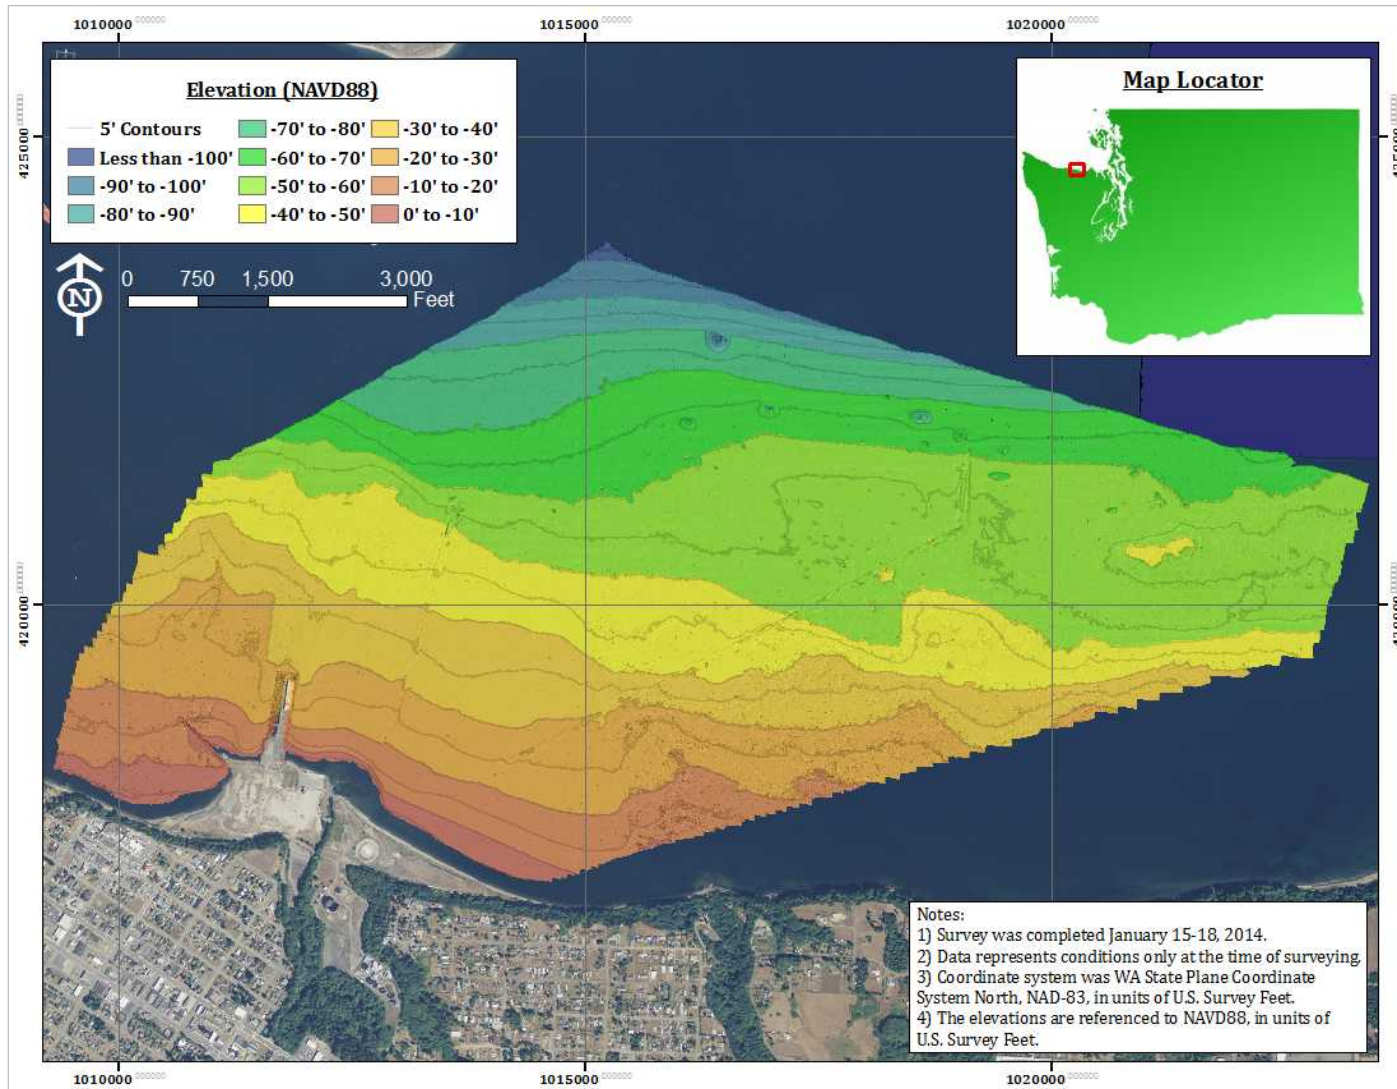 1010000.000000
1015000.000000
1020000.000000
Elevation (NAVD88)
5' Contours
Less than -100'
-90' to -100'
-80' to -90'
-70' to -80'
-60' to -70'
-50' to -60'
-40' to -50'
-30' to -40'
-20' to -30'
-10' to -20'
0' to -10'
Map Locator
N
0 750 1,500 3,000
Feet
425000
420000
425000
420000
Notes:
1) Survey was completed January 15-18, 2014.
2) Data represents conditions only at the time of surveying.
3) Coordinate system was WA State Plane Coordinate
System North, NAD-83, in units of U.S. Survey Feet.
4) The elevations are referenced to NAVD88, in units of
U.S. Survey Feet.
1010000
1015000
1020000